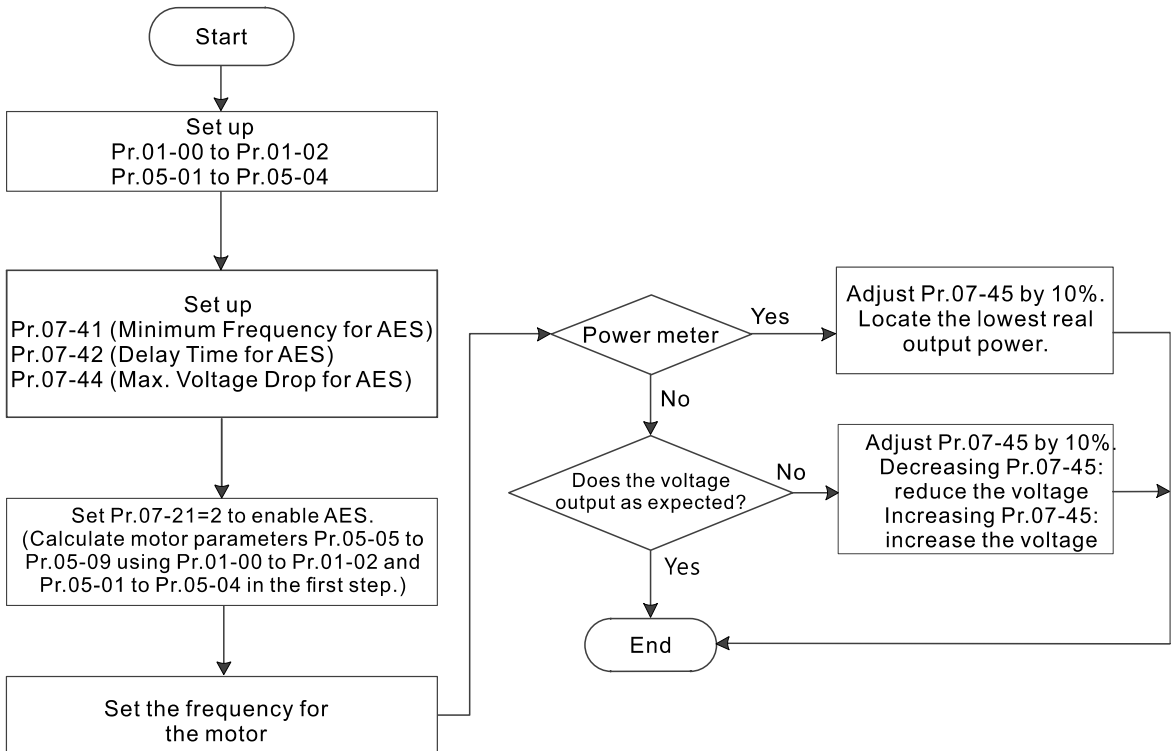 Start
Set up
Pr.01-00 to Pr.01-02
Pr.05-01 to Pr.05-04
Set up
Pr.07-41 (Minimum Frequency for AES)
Pr.07-42 (Delay Time for AES)
Pr.07-44 (Max. Voltage Drop for AES)
Set Pr.07-21=2 to enable AES.
(Calculate motor parameters Pr.05-05 to
Pr.05-09 using Pr.01-00 to Pr.01-02 and
Pr.05-01 to Pr.05-04 in the first step.)
Set the frequency for
the motor
Power meter
Yes
Adjust Pr.07-45 by 10%.
Locate the lowest real
output power.
No
Does the voltage
output as expected?
No
Adjust Pr.07-45 by 10%.
Decreasing Pr.07-45:
reduce the voltage
Increasing Pr.07-45:
increase the voltage
Yes
End